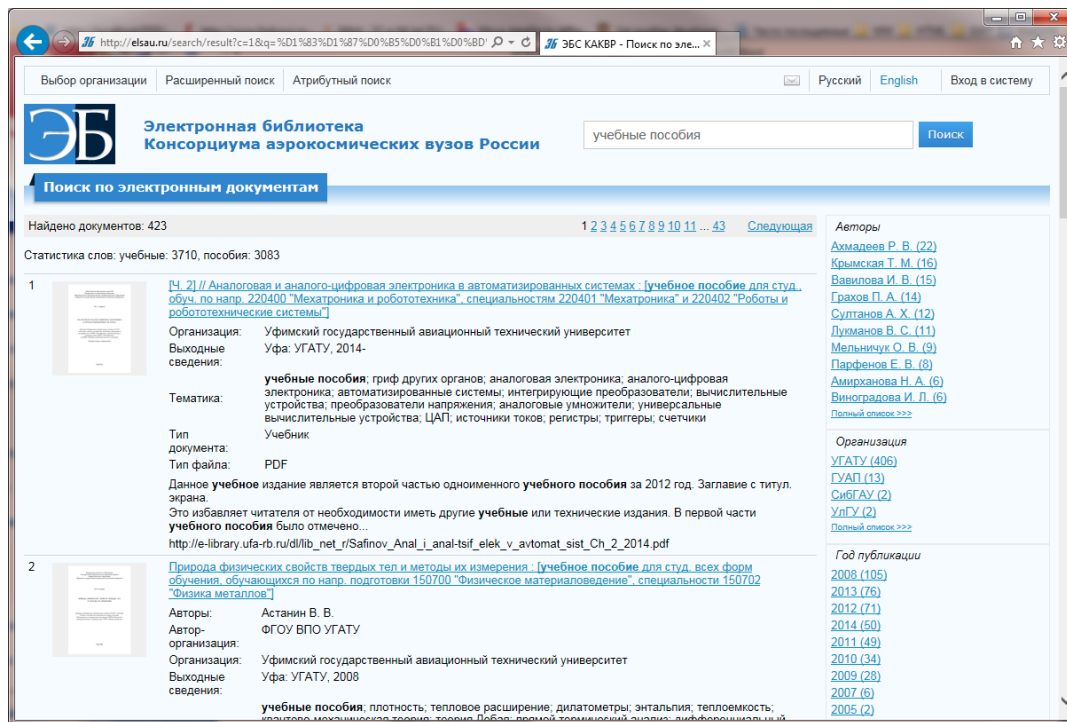 http://elsau.ru/search/result?c=1&q=%D1%83%D1%87%D0%B5%D0%B1%D0%BD'
ЭБС КАКВР - Поиск по эле...
Выбор организации Расширенный поиск Атрибутный поиск Русский English Вход в систему
ЭБ
Электронная библиотека
Консорциума аэрокосмических вузов России
учебные пособия
Поиск
Поиск по электронным документам
Найдено документов: 423
1 2 3 4 5 6 7 8 9 10 11 ... 43 Следующая
Статистика слов: учебные: 3710, пособия: 3083
1
[Ч. 2] // Аналоговая и аналого-цифровая электроника в автоматизированных системах : [учебное пособие для студ.,
обуч. по напр. 220400 "Мехатроника и робототехника", специальностям 220401 "Мехатроника" и 220402 "Роботы и
робототехнические системы"]
Организация: Уфимский государственный авиационный технический университет
Выходные
сведения:
Уфа: УГАТУ, 2014-
Тематика:
учебные пособия; гриф других органов; аналоговая электроника; аналого-цифровая
электроника; автоматизированные системы; интегрирующие преобразователи; вычислительные
устройства; преобразователи напряжения; аналоговые умножители; универсальные
вычислительные устройства; ЦАП; источники токов; регистры; триггеры; счетчики
Тип
документа:
Учебник
Тип файла: PDF
Данное учебное издание является второй частью одноименного учебного пособия за 2012 год. Заглавие с титул.
экрана.
Это избавляет читателя от необходимости иметь другие учебные или технические издания. В первой части
учебного пособия было отмечено...
http://e-library.ufa-rb.ru/dl/lib_net_r/Safinov_Anal_i_anal-tsif_elek_v_avtomat_sist_Ch_2_2014.pdf
2
Природа физических свойств твердых тел и методы их измерения : [учебное пособие для студ. всех форм
обучения, обучающихся по напр. подготовки 150700 "Физическое материаловедение", специальности 150702
"Физика металлов"]
Авторы: Астанин В. В.
Автор-
организация:
ФГОУ ВПО УГАТУ
Организация: Уфимский государственный авиационный технический университет
Выходные
сведения:
Уфа: УГАТУ, 2008
учебные пособия; плотность; тепловое расширение; дилатометры; энтальпия; теплоемкость;
квантово-механическая теория; теория Дебая; прямой термический анализ; дифференциальный
Авторы
Ахмадеев Р. В. (22)
Крымская Т. М. (16)
Вавилова И. В. (15)
Грахов П. А. (14)
Султанов А. Х. (12)
Лукманов В. С. (11)
Мельничук О. В. (9)
Парфенов Е. В. (8)
Амирханова Н. А. (6)
Виноградова И. Л. (6)
Полный список >>>
Организация
УГАТУ (406)
ГУАП (13)
СибГАУ (2)
УлГУ (2)
Полный список >>>
Год публикации
2008 (105)
2013 (76)
2012 (71)
2014 (50)
2011 (49)
2010 (34)
2009 (28)
2007 (6)
2005 (2)